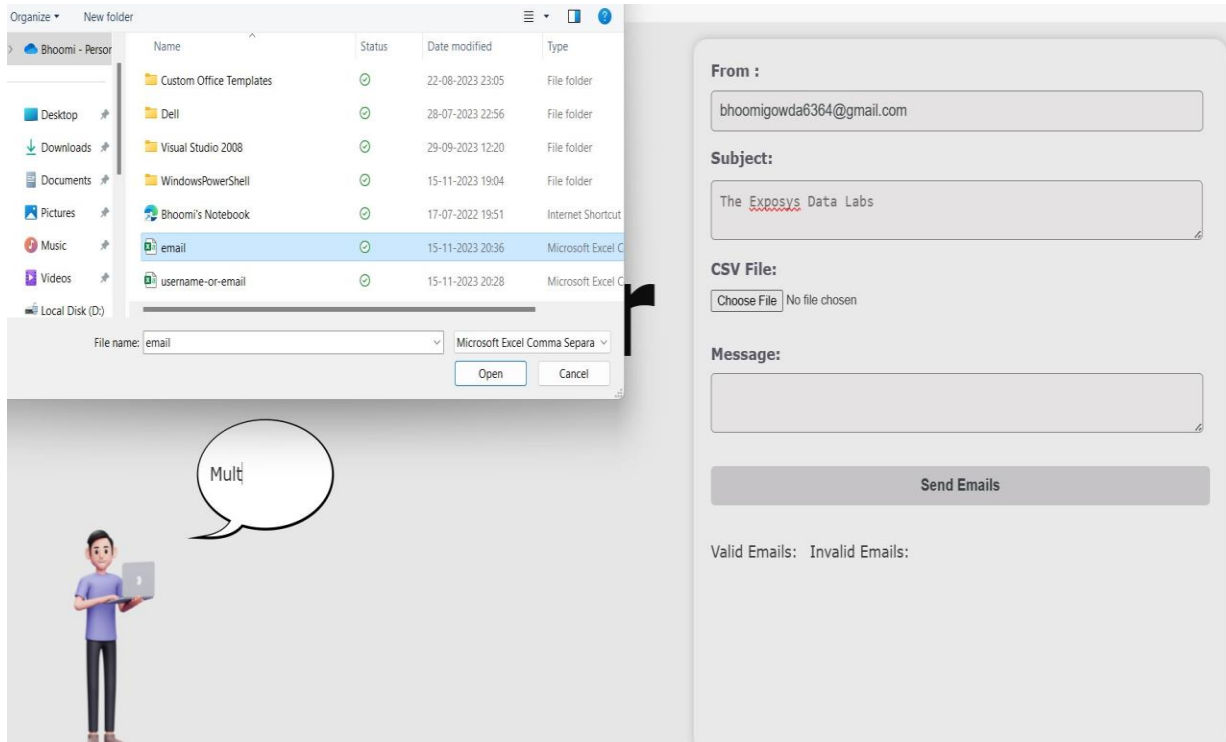 Organize New folder
Bhoomi - Person
Name Status Date modified Type
Custom Office Templates 22-08-2023 23:05 File folder
Desktop Dell 28-07-2023 22:56 File folder
Downloads Visual Studio 2008 29-09-2023 12:20 File folder
Documents WindowsPowerShell 15-11-2023 19:04 File folder
Pictures Bhoomi's Notebook 17-07-2022 19:51 Internet Shortcut
Music email 15-11-2023 20:36 Microsoft Excel C
Videos username-or-email 15-11-2023 20:28 Microsoft Excel C
Local Disk (D:)
File name: email Microsoft Excel Comma Separa
Open Cancel
r
Mult
From :
bhoomigowda6364@gmail.com
Subject:
The Exposys Data Labs
CSV File:
Choose File No file chosen
Message:
Send Emails
Valid Emails: Invalid Emails: